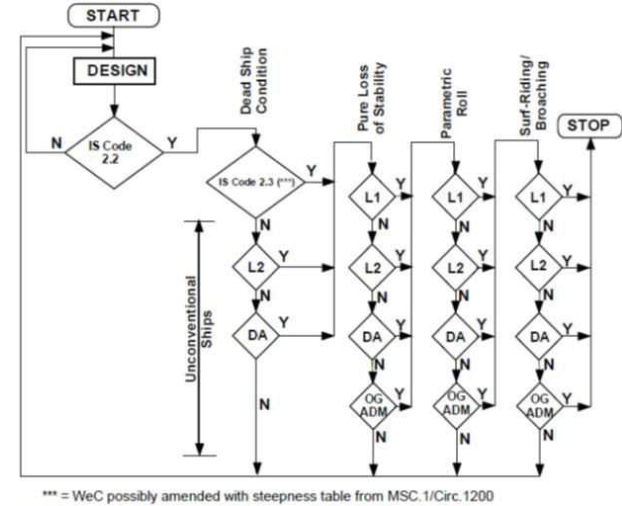 START
DESIGN
N
IS Code
2.2
Y
Dead Ship
Condition
IS Code 2.3 (***)
Y
N
L2
Y
N
DA
Y
N
Unconventional
Ships
Pure Loss
of Stability
L1
Y
N
L2
Y
N
DA
Y
N
OG
ADM
Y
N
Parametric
Roll
L1
Y
N
L2
Y
N
DA
Y
N
OG
ADM
Y
N
Surf-Riding/
Broaching
L1
Y
N
L2
Y
N
DA
Y
N
OG
ADM
Y
N
STOP
*** = WeC possibly amended with steepness table from MSC.1/Circ.1200